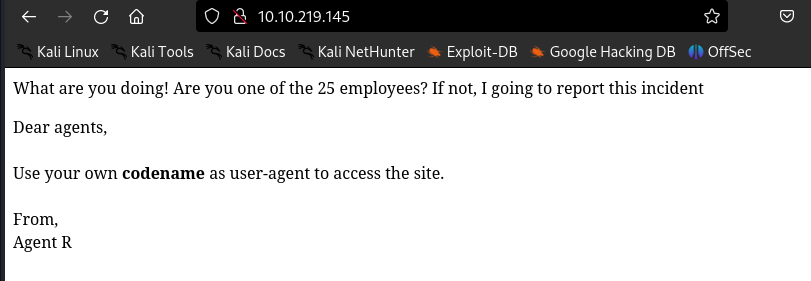 10.10.219.145
Kali Linux Kali Tools Kali Docs Kali NetHunter Exploit-DB Google Hacking DB OffSec
What are you doing! Are you one of the 25 employees? If not, I going to report this incident
Dear agents,
Use your own codename as user-agent to access the site.
From,
Agent R